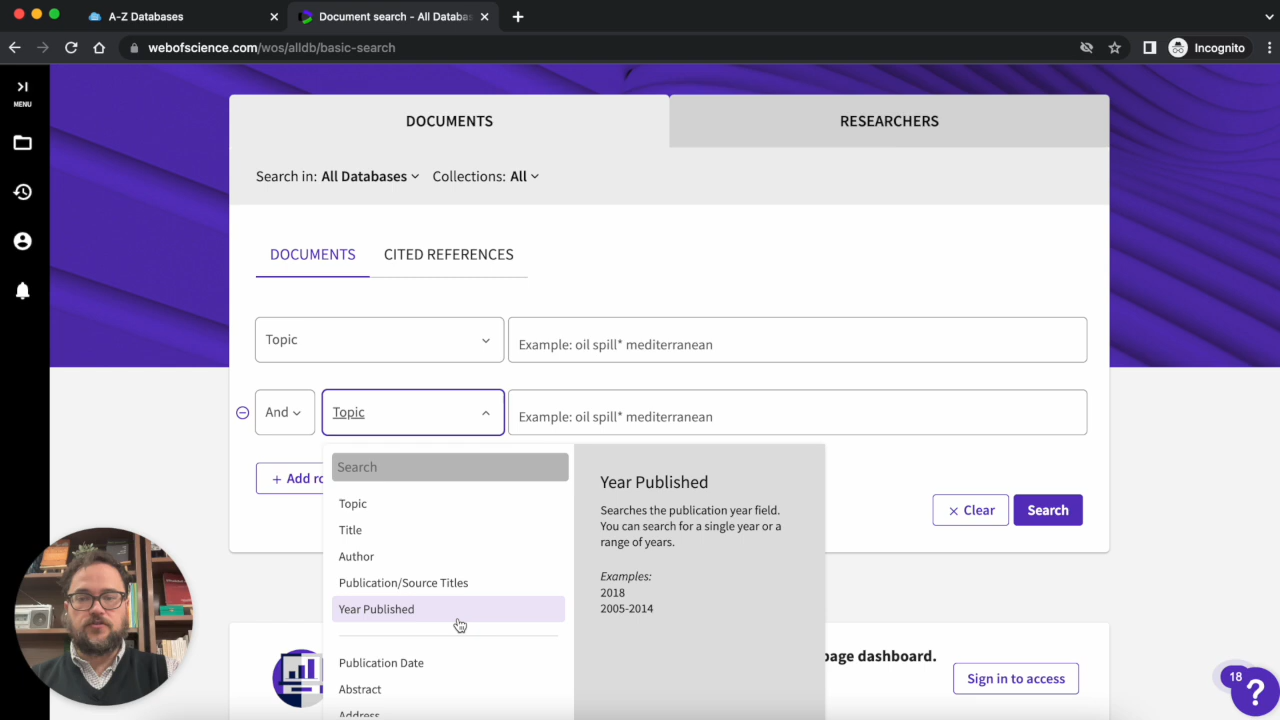 A-Z Databases
Document search - All Databas
webofscience.com/wos/alldb/basic-search
Incognito
MENU
DOCUMENTS
RESEARCHERS
Search in: All Databases
Collections: All
DOCUMENTS
CITED REFERENCES
Topic
Example: oil spill* mediterranean
And
Topic
Example: oil spill* mediterranean
+ Add ro
Search
Topic
Title
Author
Publication/Source Titles
Year Published
Publication Date
Abstract
Address
Year Published
Searches the publication year field.
You can search for a single year or a
range of years.
Examples:
2018
2005-2014
× Clear
Search
page dashboard.
Sign in to access
18
?